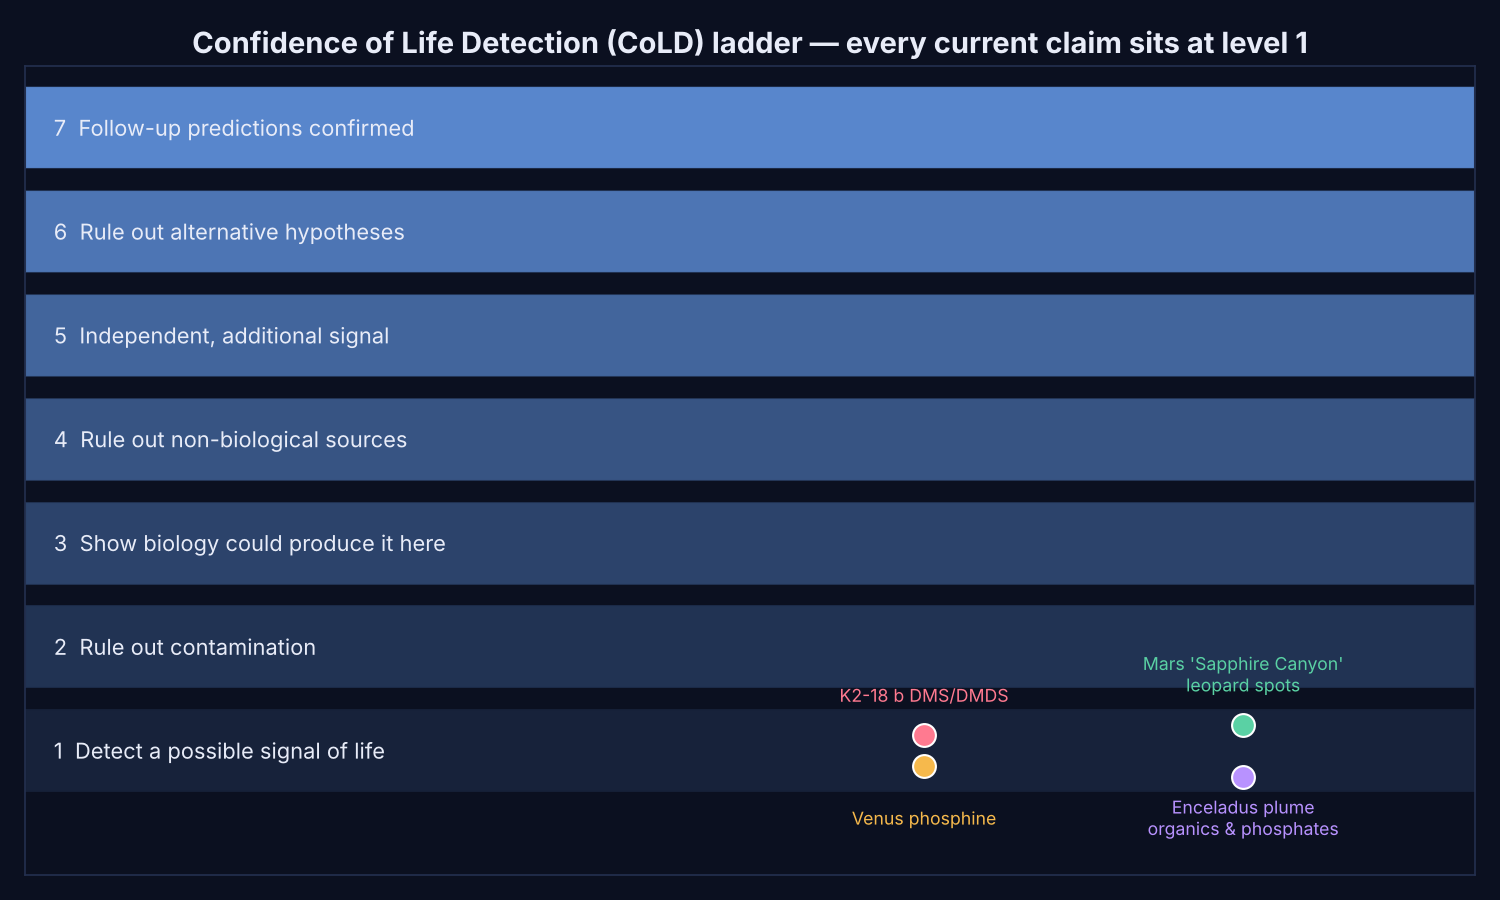 Confidence of Life Detection (CoLD) ladder — every current claim sits at level 1
7 Follow-up predictions confirmed
6 Rule out alternative hypotheses
5 Independent, additional signal
4 Rule out non-biological sources
3 Show biology could produce it here
2 Rule out contamination
Mars 'Sapphire Canyon'
leopard spots
K2-18 b DMS/DMDS
1 Detect a possible signal of life
Venus phosphine
Enceladus plume
organics & phosphates